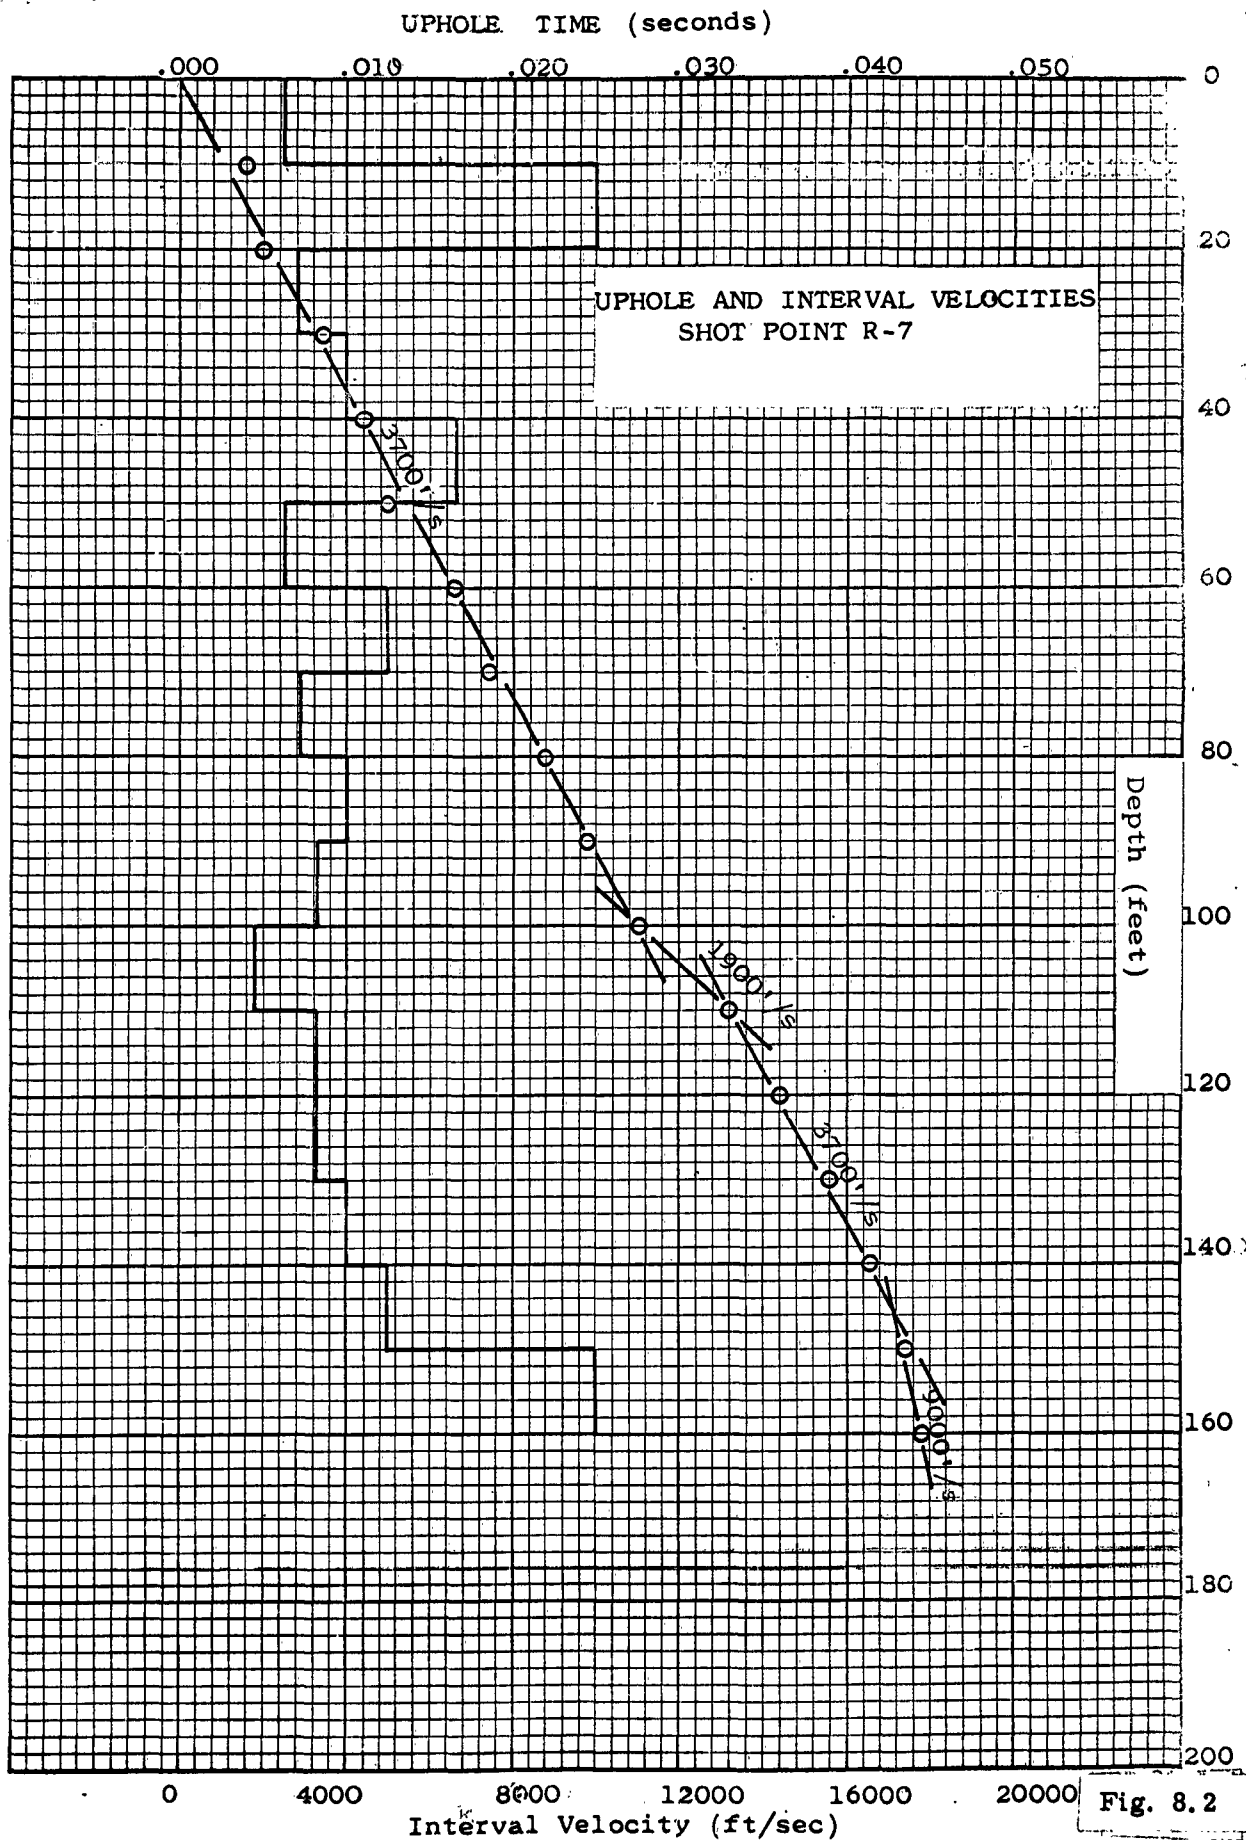 UPHOLE TIME (seconds)
.000 .010 .020 .030 .040 .050
0
20
UPHOLE AND INTERVAL VELOCITIES
SHOT POINT R-7
40
3700'/s
60
80
Depth (feet)
100
1900'/s
120
3700'/s
140
9000'/s
160
180
200
0 4000 8000 12000 16000 20000
Interval Velocity (ft/sec)
Fig. 8.2